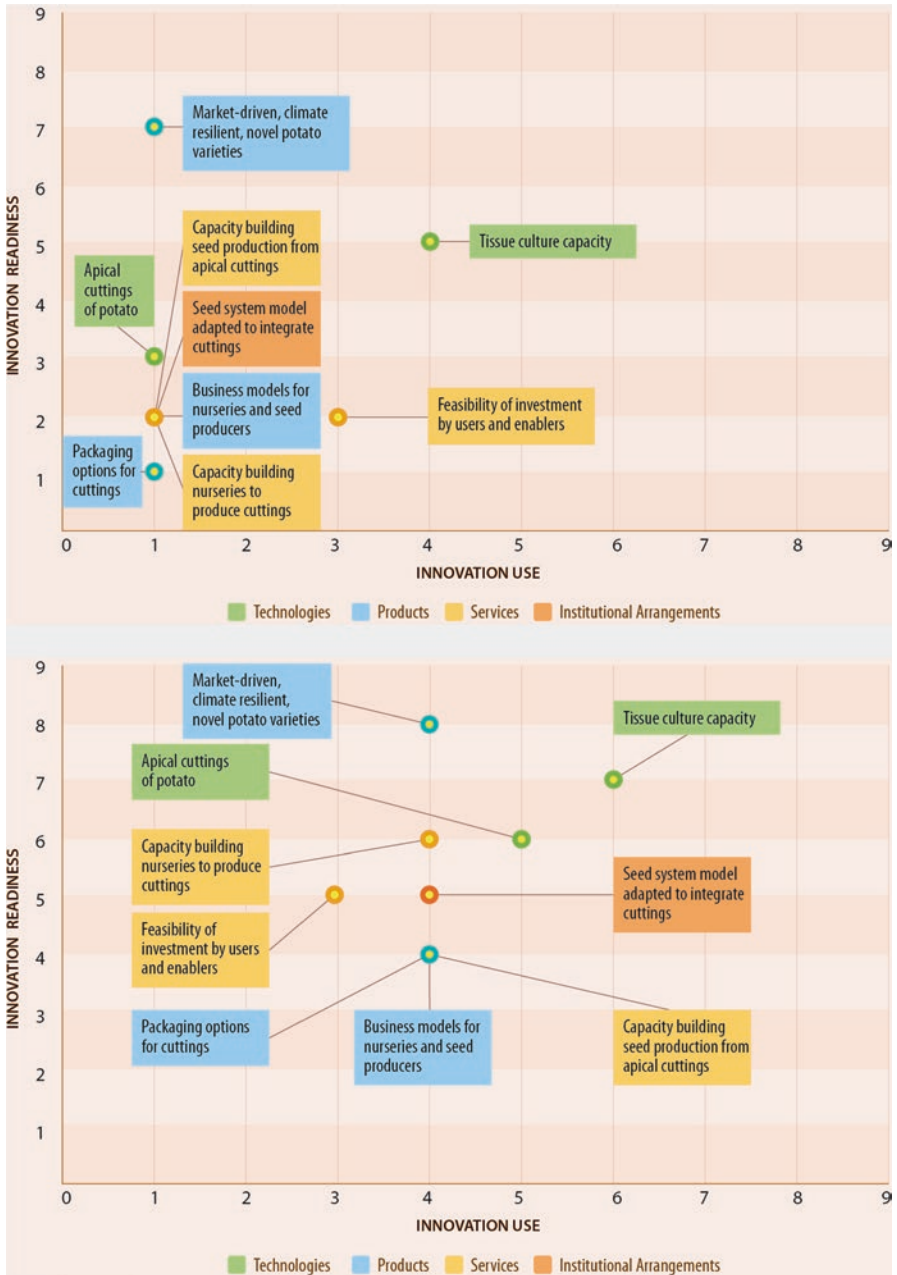 9
8
7
6
5
4
3
2
1
INNOVATION READINESS
Market-driven, climate
resilient, novel potato
varieties
Capacity building
seed production from
apical cuttings
Tissue culture capacity
Apical
cuttings
of potato
Seed system model
adapted to integrate
cuttings
Business models for
nurseries and seed
producers
Feasibility of investment
by users and enablers
Packaging
options for
cuttings
Capacity building
nurseries to
produce cuttings
0 1 2 3 4 5 6 7 8 9
INNOVATION USE
Technologies Products Services Institutional Arrangements
9
8
7
6
5
4
3
2
1
INNOVATION READINESS
Market-driven,
climate resilient,
novel potato varieties
Tissue culture capacity
Apical cuttings
of potato
Capacity building
nurseries to produce
cuttings
Seed system model
adapted to integrate
cuttings
Feasibility of
investment by users
and enablers
Packaging options
for cuttings
Business models for
nurseries and seed
producers
Capacity building
seed production from
apical cuttings
0 1 2 3 4 5 6 7 8 9
INNOVATION USE
Technologies Products Services Institutional Arrangements